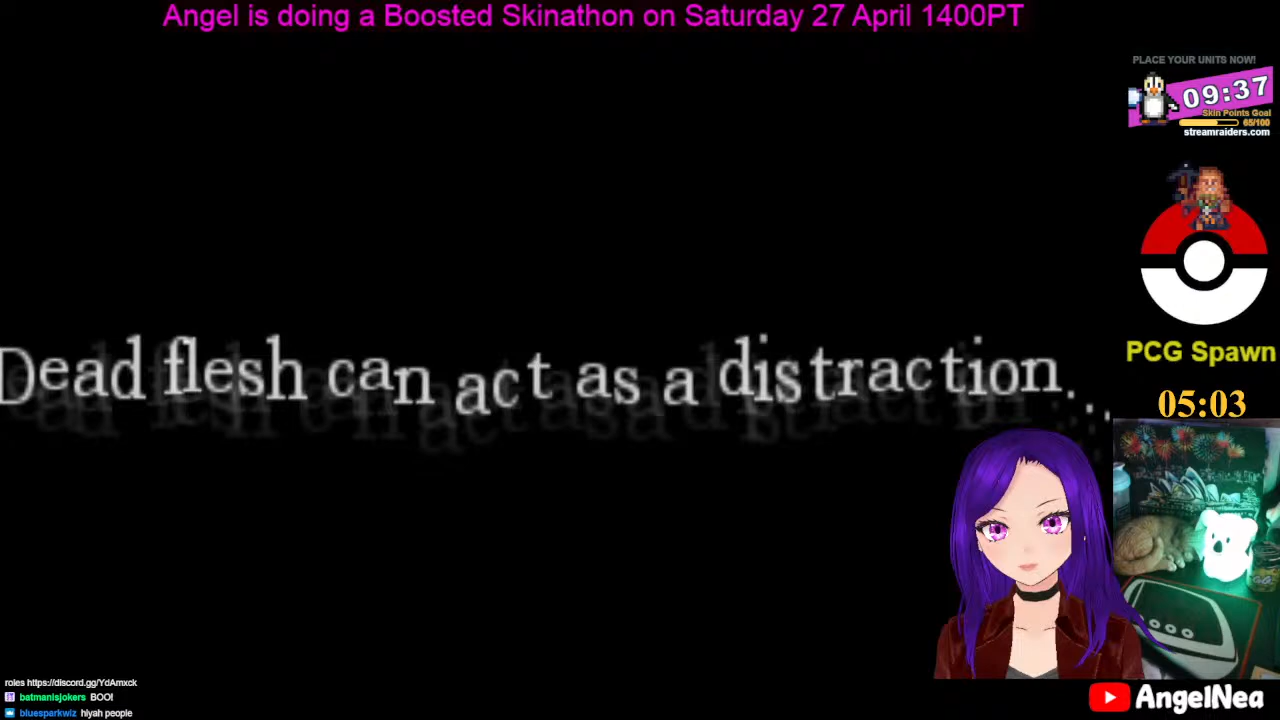 Angel is doing a Boosted Skinathon on Saturday 27 April 1400PT
PLACE YOUR UNITS NOW!
09:37
Skin Points Goal
65/100
streamraiders.com
Dead flesh can act as a distraction...
PCG Spawn
05:03
roles https://discord.gg/YdAmxck
batmanisjokers BOO!
bluesparkwiz hiyah people
AngelNea